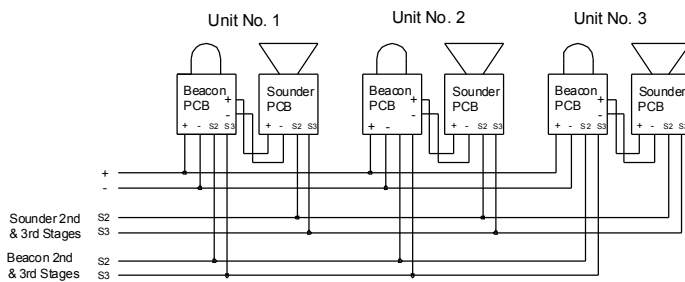 Unit No. 1
Unit No. 2
Unit No. 3
Beacon PCB + -
+ - S2 S3
Sounder PCB
+ - S2 S3
Beacon PCB + -
+ - S2 S3
Sounder PCB
+ - S2 S3
Beacon PCB + -
+ - S2 S3
Sounder PCB
+ - S2 S3
+
-
Sounder 2nd S2
& 3rd Stages S3
Beacon 2nd S2
& 3rd Stages S3